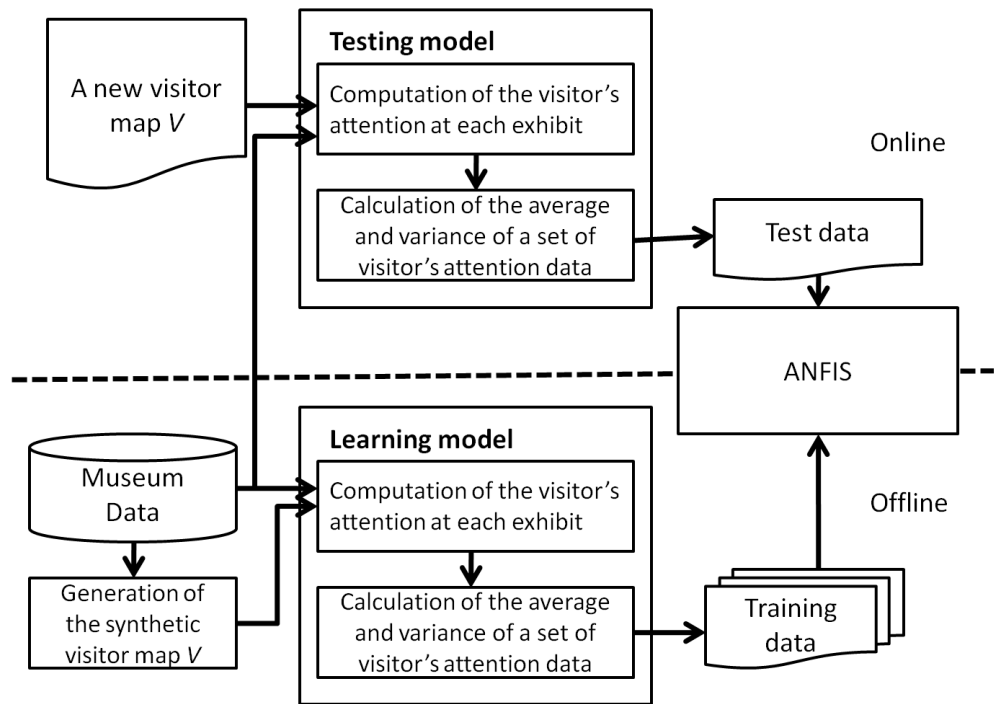 A new visitor
map V
Testing model
Computation of the visitor's
attention at each exhibit
Calculation of the average
and variance of a set of
visitor's attention data
Online
Test data
ANFIS
Museum
Data
Generation of
the synthetic
visitor map V
Learning model
Computation of the visitor's
attention at each exhibit
Calculation of the average
and variance of a set of
visitor's attention data
Offline
Training
data